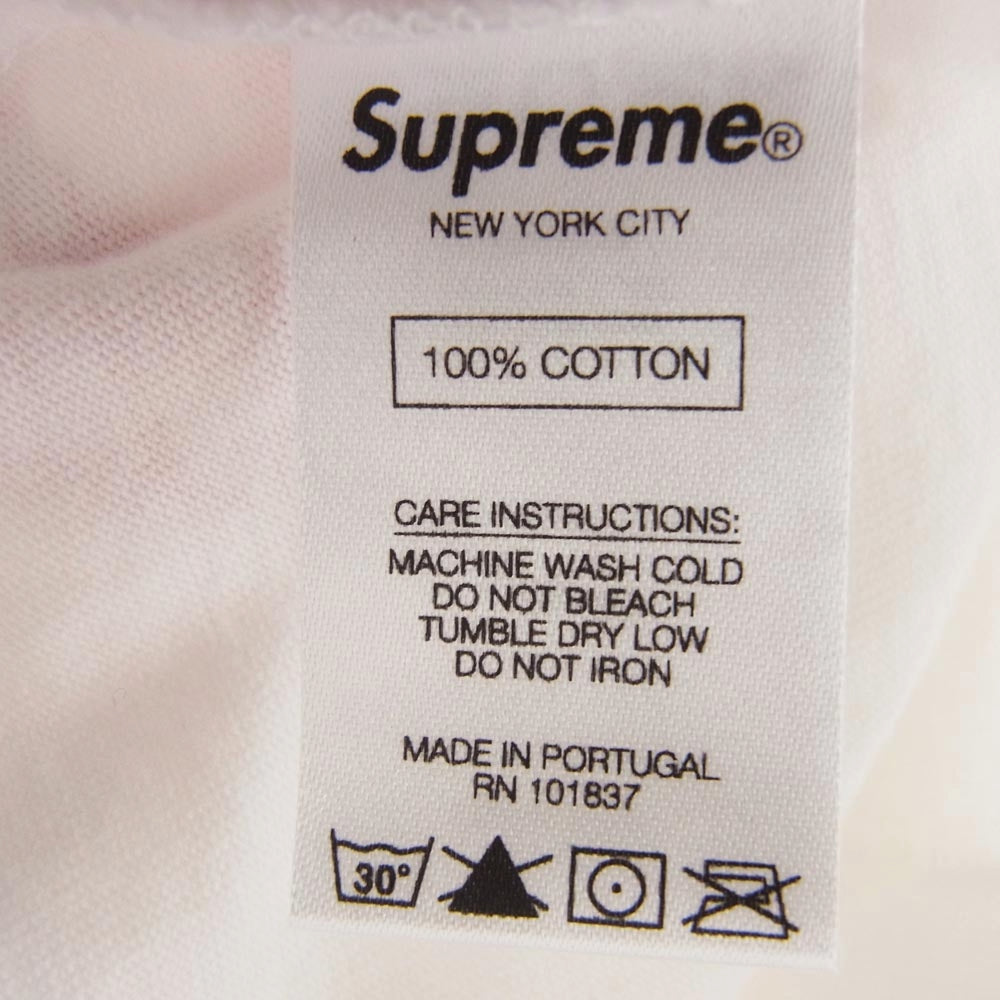 Supreme®
NEW YORK CITY
100% COTTON
CARE INSTRUCTIONS:
MACHINE WASH COLD
DO NOT BLEACH
TUMBLE DRY LOW
DO NOT IRON
MADE IN PORTUGAL
RN 101837
30°